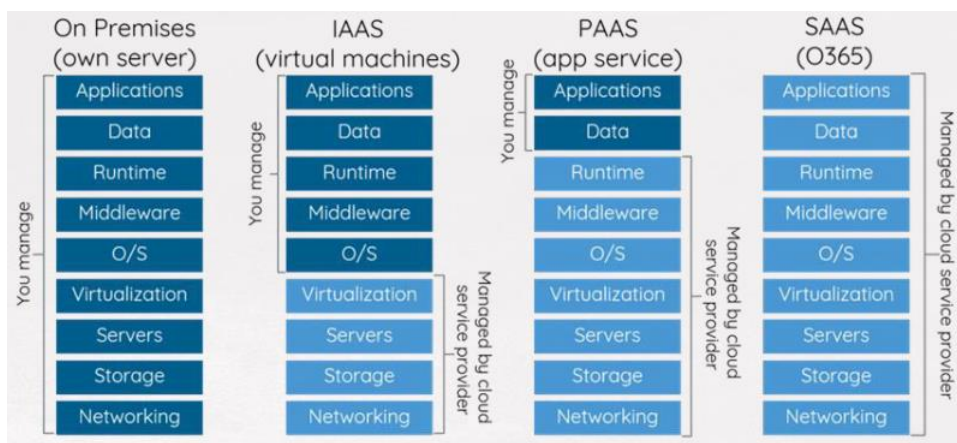 On Premises
(own server)
You manage
Applications
Data
Runtime
Middleware
O/S
Virtualization
Servers
Storage
Networking
IAAS
(virtual machines)
You manage
Applications
Data
Runtime
Middleware
O/S
Virtualization
Servers
Storage
Networking
Managed by cloud
service provider
PAAS
(app service)
You manage
Applications
Data
Runtime
Middleware
O/S
Virtualization
Servers
Storage
Networking
Managed by cloud
service provider
SAAS
(O365)
Applications
Data
Runtime
Middleware
O/S
Virtualization
Servers
Storage
Networking
Managed by cloud service provider